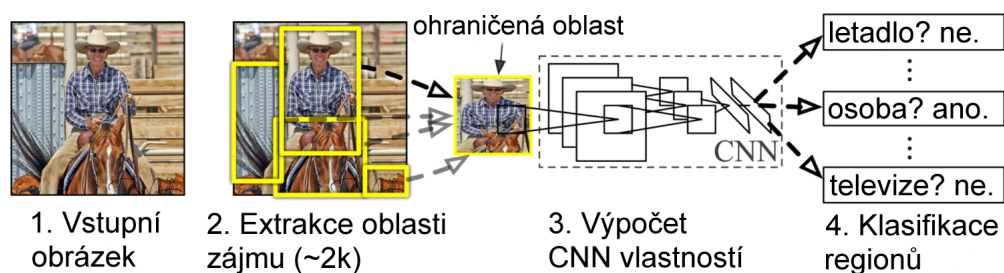 ohraničená oblast
letadlo? ne.
osoba? ano.
CNN
televize? ne.
1. Vstupní
obrázek
2. Extrakce oblasti
zájmu (~2k)
3. Výpočet
CNN vlastností
4. Klasifikace
regionů